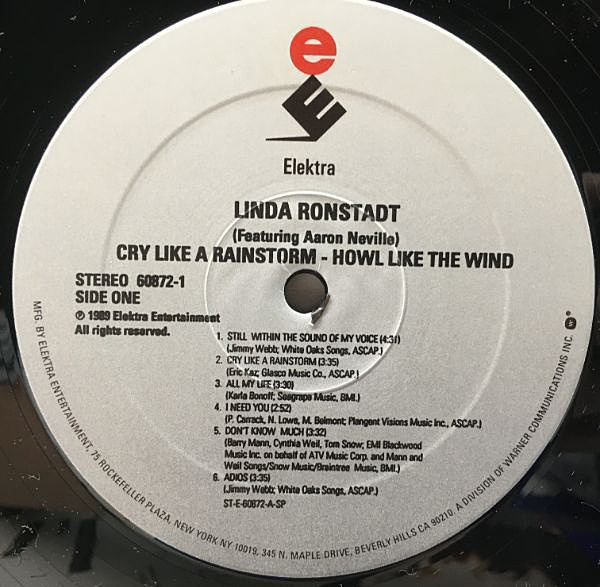 e
E
Elektra
LINDA RONSTADT
(Featuring Aaron Neville)
CRY LIKE A RAINSTORM - HOWL LIKE THE WIND
STEREO 60872-1
SIDE ONE
℗ 1989 Elektra Entertainment
All rights reserved.
1. STILL WITHIN THE SOUND OF MY VOICE (4:31)
(Jimmy Webb; White Oaks Songs, ASCAP.)
2. CRY LIKE A RAINSTORM (3:35)
(Eric Kaz; Glasco Music Co., ASCAP.)
3. ALL MY LIFE (3:30)
(Karla Bonoff; Seagrape Music, BMI.)
4. I NEED YOU (2:52)
(P. Carrack, N. Lowe, M. Belmont; Plangent Visions Music Inc., ASCAP.)
5. DON'T KNOW MUCH (3:32)
(Barry Mann, Cynthia Weil, Tom Snow; EMI Blackwood
Music Inc. on behalf of ATV Music Corp. and Mann and
Weil Songs/Snow Music/Braintree Music, BMI.)
6. ADIOS (3:35)
(Jimmy Webb; White Oaks Songs, ASCAP.)
ST-E-60872-A-SP
MFG. BY ELEKTRA ENTERTAINMENT, 75 ROCKEFELLER PLAZA, NEW YORK NY 10019, 345 N. MAPLE DRIVE, BEVERLY HILLS CA 90210. A DIVISION OF WARNER COMMUNICATIONS INC.